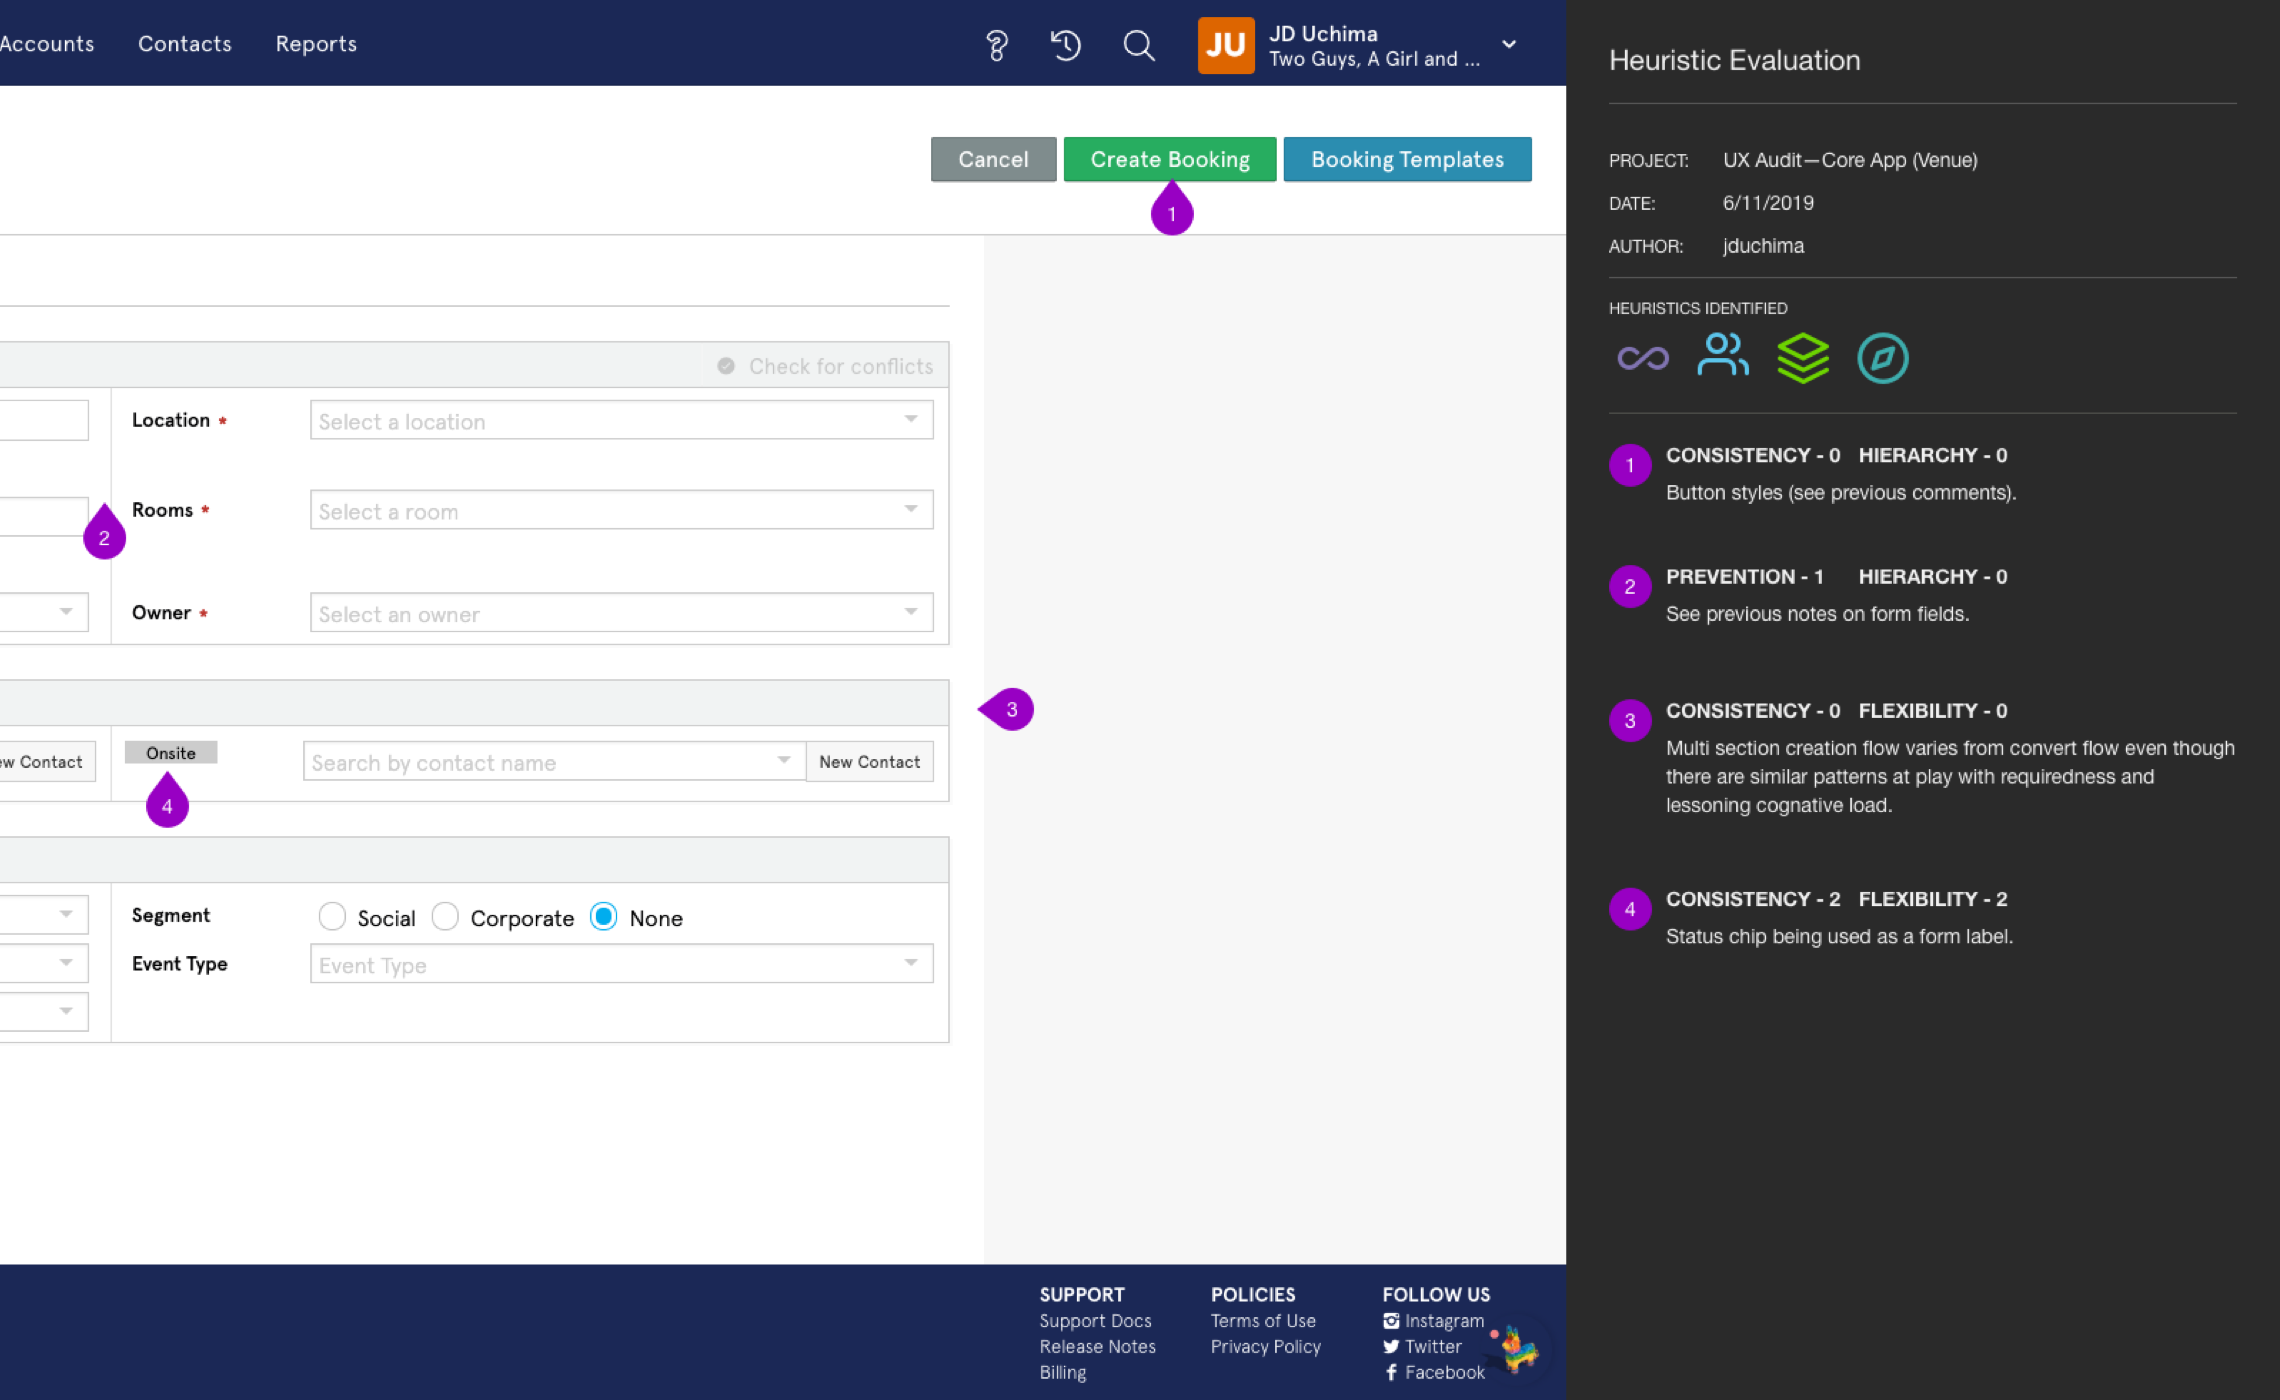 Accounts Contacts Reports
JU
JD Uchima
Two Guys, A Girl and ...
Cancel Create Booking Booking Templates
1
Check for conflicts
Location * Select a location
Rooms * Select a room
2
Owner * Select an owner
3
ew Contact Onsite Search by contact name New Contact
4
Segment Social Corporate None
Event Type Event Type
SUPPORT
Support Docs
Release Notes
Billing
POLICIES
Terms of Use
Privacy Policy
FOLLOW US
Instagram
Twitter
Facebook
Heuristic Evaluation
PROJECT: UX Audit—Core App (Venue)
DATE: 6/11/2019
AUTHOR: jduchima
HEURISTICS IDENTIFIED
1 CONSISTENCY - 0 HIERARCHY - 0
Button styles (see previous comments).
2 PREVENTION - 1 HIERARCHY - 0
See previous notes on form fields.
3 CONSISTENCY - 0 FLEXIBILITY - 0
Multi section creation flow varies from convert flow even though
there are similar patterns at play with requiredness and
lessoning cognative load.
4 CONSISTENCY - 2 FLEXIBILITY - 2
Status chip being used as a form label.